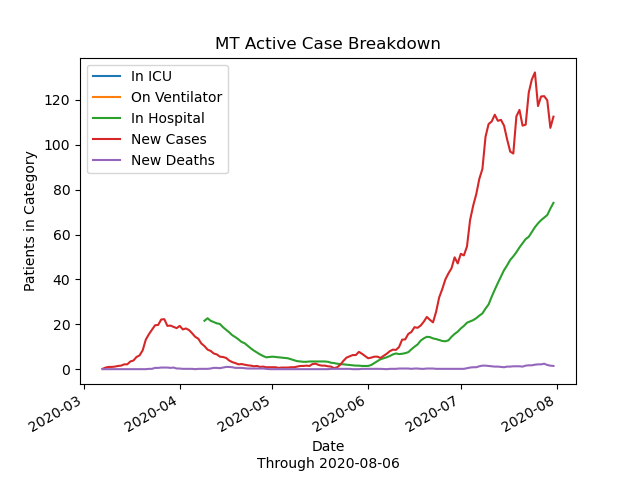 MT Active Case Breakdown
In ICU
On Ventilator
In Hospital
New Cases
New Deaths
Patients in Category
120
100
80
60
40
20
0
2020-03
2020-04
2020-05
2020-06
2020-07
2020-08
Date
Through 2020-08-06